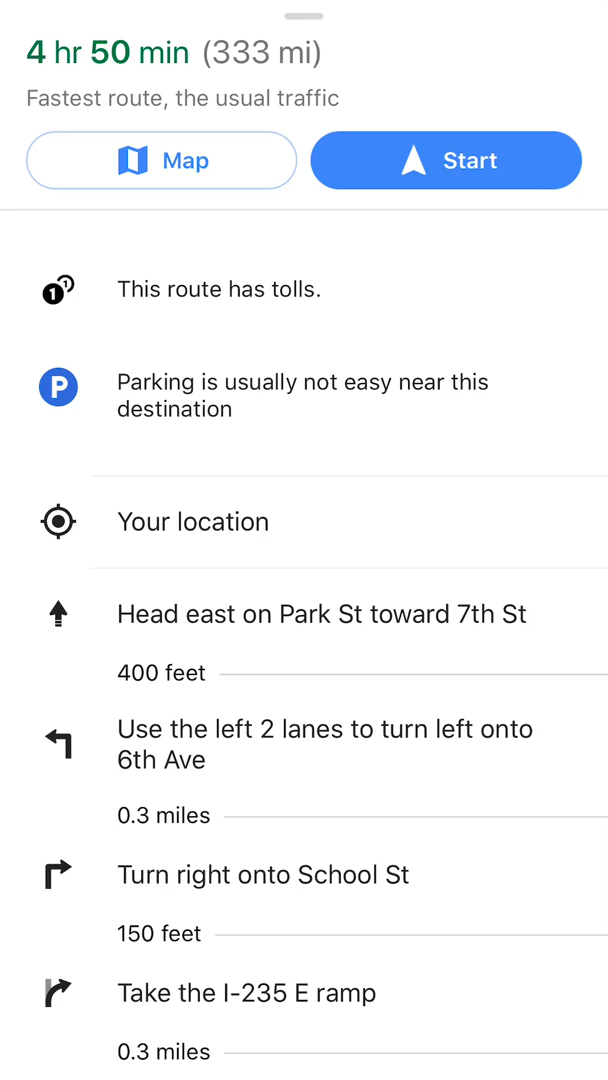 4 hr 50 min (333 mi)
Fastest route, the usual traffic
Map
Start
1 1
This route has tolls.
P
Parking is usually not easy near this
destination
Your location
Head east on Park St toward 7th St
400 feet
Use the left 2 lanes to turn left onto
6th Ave
0.3 miles
Turn right onto School St
150 feet
Take the I-235 E ramp
0.3 miles